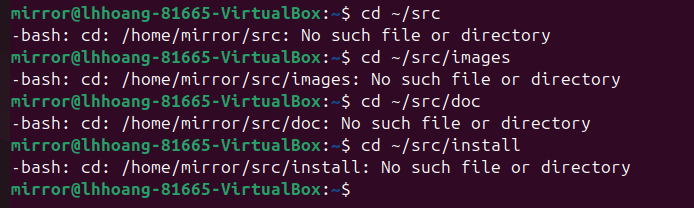 mirror@lhhoang-81665-VirtualBox:~$ cd ~/src
-bash: cd: /home/mirror/src: No such file or directory
mirror@lhhoang-81665-VirtualBox:~$ cd ~/src/images
-bash: cd: /home/mirror/src/images: No such file or directory
mirror@lhhoang-81665-VirtualBox:~$ cd ~/src/doc
-bash: cd: /home/mirror/src/doc: No such file or directory
mirror@lhhoang-81665-VirtualBox:~$ cd ~/src/install
-bash: cd: /home/mirror/src/install: No such file or directory
mirror@lhhoang-81665-VirtualBox:~$